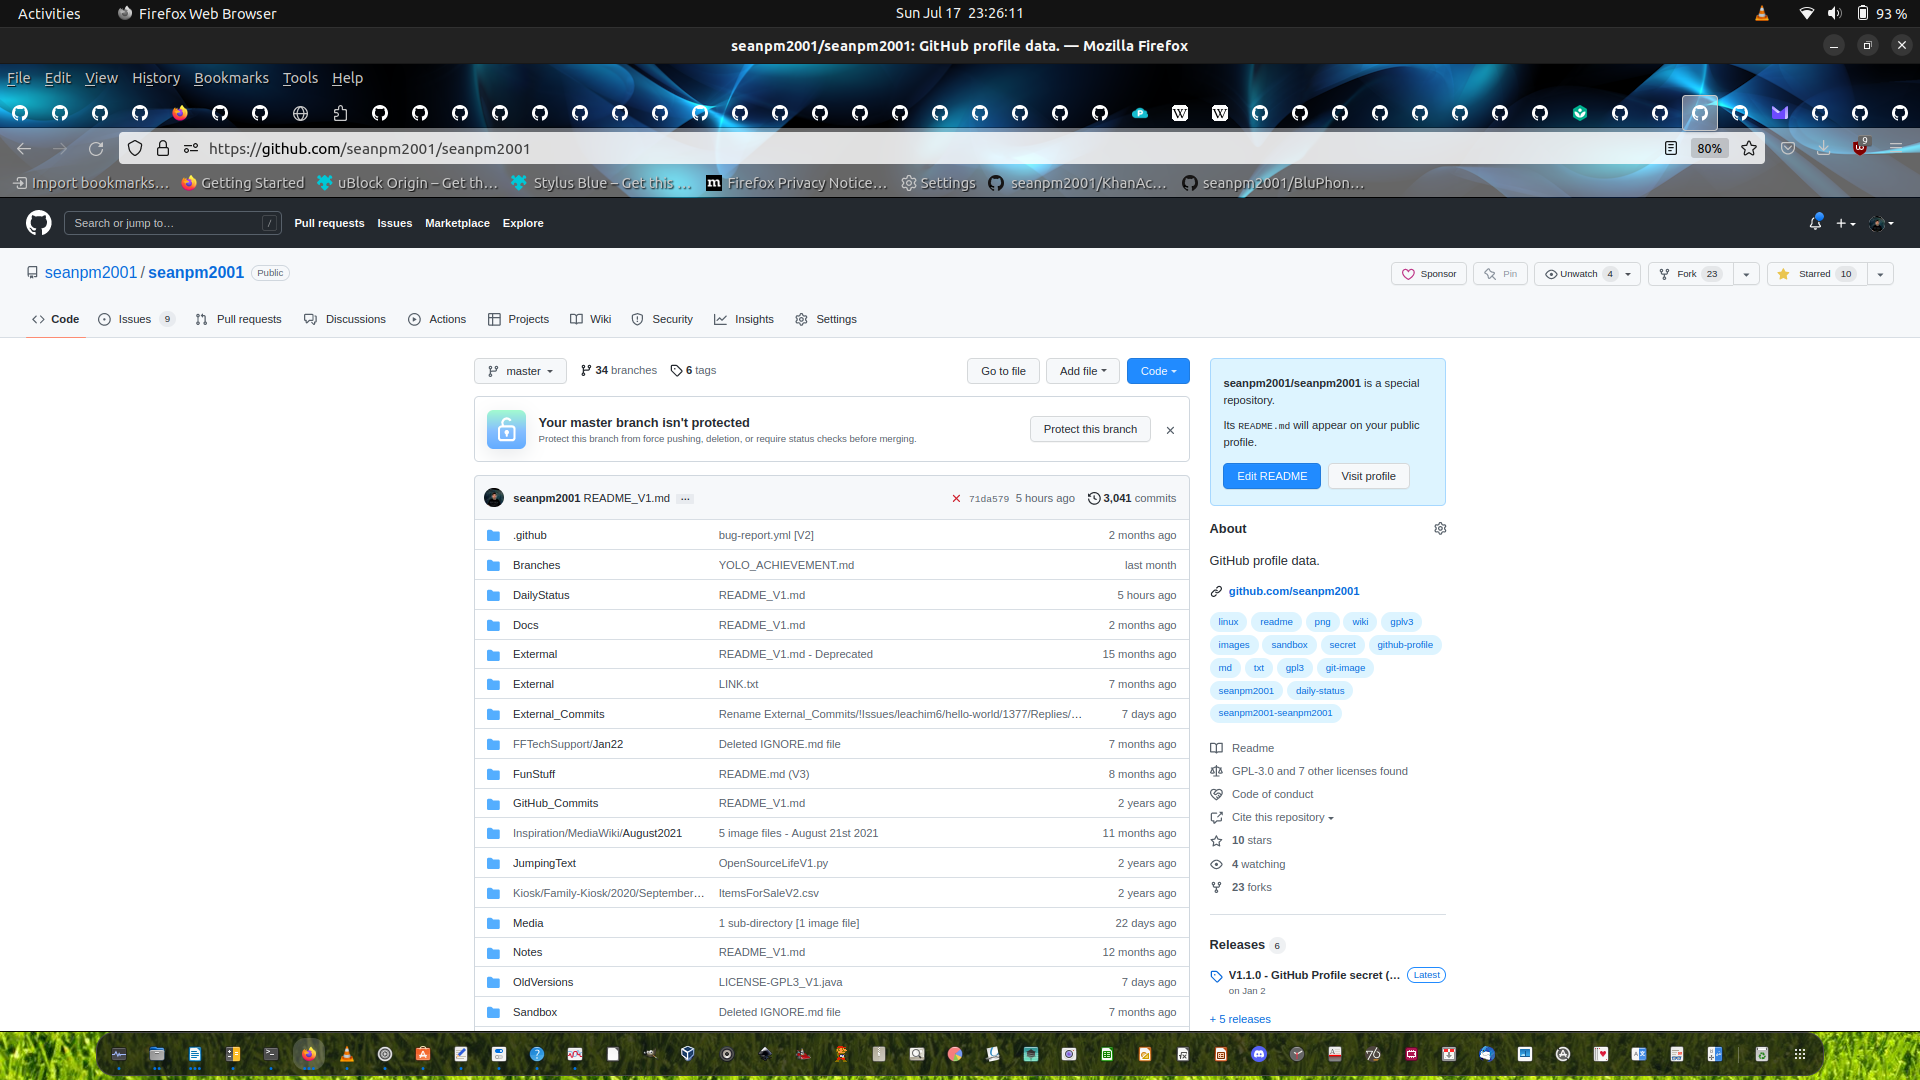 Activities Firefox Web Browser Sun Jul 17 23:26:11 93 %
seanpm2001/seanpm2001: GitHub profile data. — Mozilla Firefox
File Edit View History Bookmarks Tools Help
https://github.com/seanpm2001/seanpm2001 80% 9
Import bookmarks… Getting Started uBlock Origin – Get th… Stylus Blue – Get this … Firefox Privacy Notice… Settings seanpm2001/KhanAc… seanpm2001/BluPhon…
Search or jump to… / Pull requests Issues Marketplace Explore
seanpm2001 / seanpm2001 Public Sponsor Pin Unwatch 4 Fork 23 Starred 10
Code Issues 9 Pull requests Discussions Actions Projects Wiki Security Insights Settings
master 34 branches 6 tags Go to file Add file Code
Your master branch isn't protected
Protect this branch from force pushing, deletion, or require status checks before merging.
Protect this branch
seanpm2001 README_V1.md … 71da579 5 hours ago 3,041 commits
.github bug-report.yml [V2] 2 months ago
Branches YOLO_ACHIEVEMENT.md last month
DailyStatus README_V1.md 5 hours ago
Docs README_V1.md 2 months ago
Extermal README_V1.md - Deprecated 15 months ago
External LINK.txt 7 months ago
External_Commits Rename External_Commits/!Issues/leachim6/hello-world/1377/Replies/… 7 days ago
FFTechSupport/Jan22 Deleted IGNORE.md file 7 months ago
FunStuff README.md (V3) 8 months ago
GitHub_Commits README_V1.md 2 years ago
Inspiration/MediaWiki/August2021 5 image files - August 21st 2021 11 months ago
JumpingText OpenSourceLifeV1.py 2 years ago
Kiosk/Family-Kiosk/2020/September… ItemsForSaleV2.csv 2 years ago
Media 1 sub-directory [1 image file] 22 days ago
Notes README_V1.md 12 months ago
OldVersions LICENSE-GPL3_V1.java 7 days ago
Sandbox Deleted IGNORE.md file 7 months ago
seanpm2001/seanpm2001 is a special
repository.
Its README.md will appear on your public
profile.
Edit README Visit profile
About
GitHub profile data.
github.com/seanpm2001
linux readme png wiki gplv3
images sandbox secret github-profile
md txt gpl3 git-image
seanpm2001 daily-status
seanpm2001-seanpm2001
Readme
GPL-3.0 and 7 other licenses found
Code of conduct
Cite this repository
10 stars
4 watching
23 forks
Releases 6
V1.1.0 - GitHub Profile secret (… Latest
on Jan 2
+ 5 releases